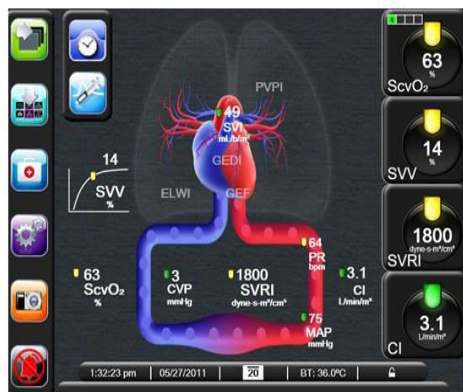 PVPI
49
SVI
mL/b/m²
GEDI
ELWI
GEF
14
SVV
%
64
PR
bpm
63
ScvO₂
%
3
CVP
mmHg
1800
SVRI
dyne-s-m²/cm⁵
3.1
CI
L/min/m²
75
MAP
mmHg
63
%
ScvO₂
14
%
SVV
1800
dyne-s-m²/cm⁵
SVRI
3.1
L/min/m²
CI
1:32:23 pm 05/27/2011 20 BT: 36.0°C